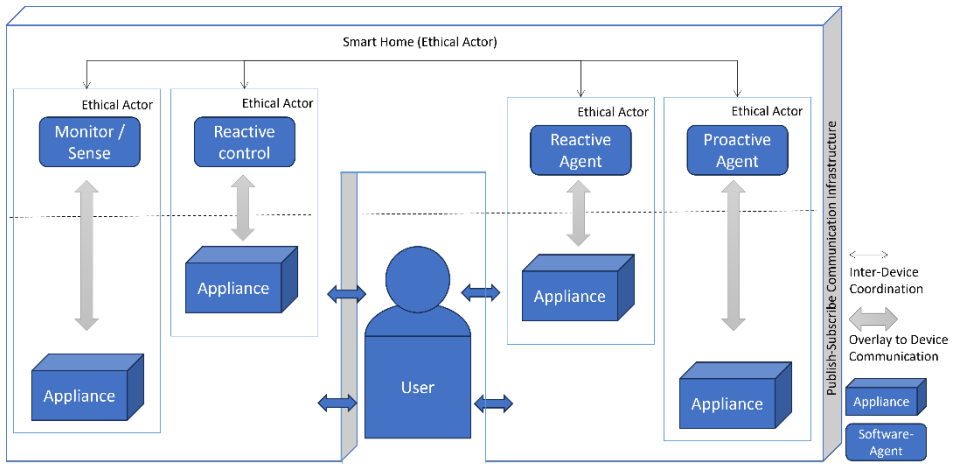 Smart Home (Ethical Actor)
Ethical Actor
Monitor /
Sense
Appliance
Ethical Actor
Reactive
control
Appliance
User
Ethical Actor
Reactive
Agent
Appliance
Ethical Actor
Proactive
Agent
Appliance
Publish-Subscribe Communication Infrastructure
Inter-Device
Coordination
Overlay to Device
Communication
Appliance
Software-
Agent